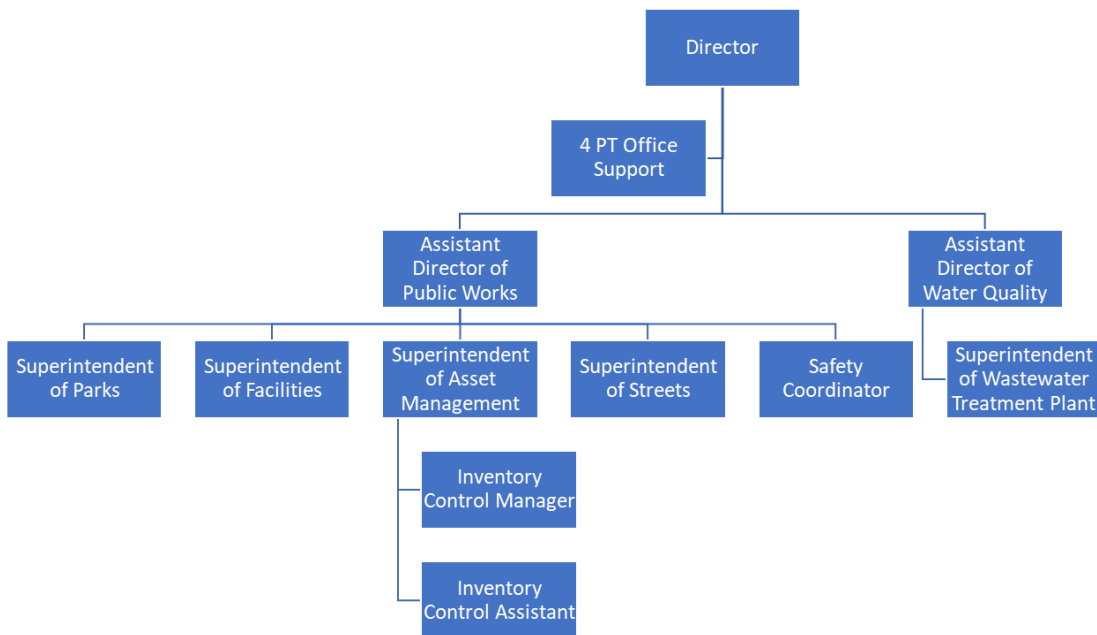 Director
4 PT Office
Support
Assistant
Director of
Public Works
Assistant
Director of
Water Quality
Superintendent
of Parks
Superintendent
of Facilities
Superintendent
of Asset
Management
Superintendent
of Streets
Safety
Coordinator
Superintendent
of Wastewater
Treatment Plant
Inventory
Control Manager
Inventory
Control Assistant